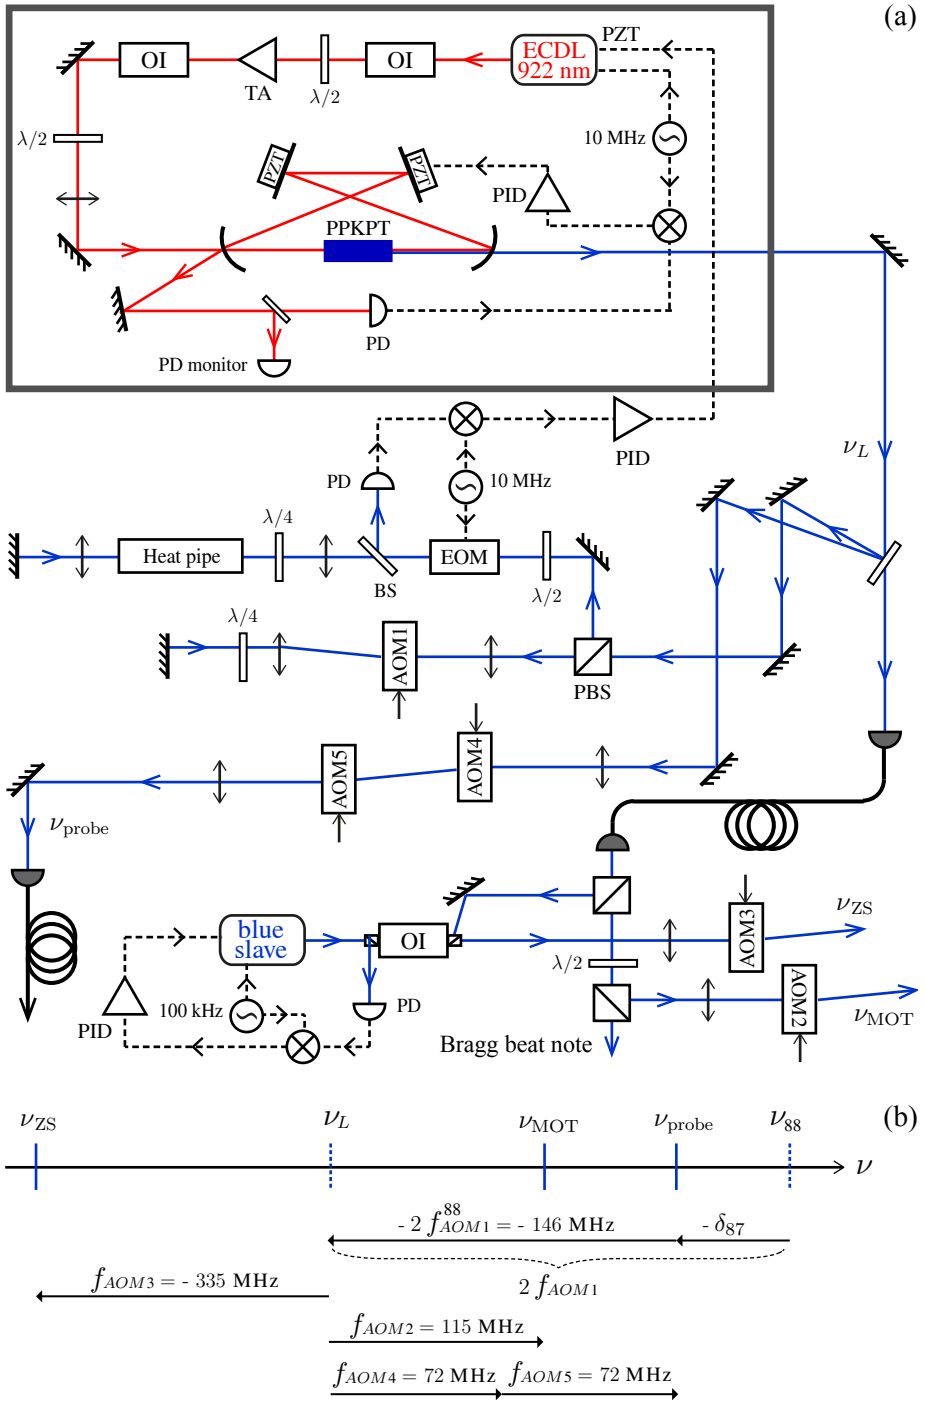 (a)
PZT
OI
TA
λ/2
OI
ECDL
922 nm
λ/2
10 MHz
PZT
PZT
PID
PPKPT
PD
PD monitor
ν_L
PD
10 MHz
PID
λ/4
Heat pipe
BS
EOM
λ/2
λ/4
AOM1
PBS
AOM5
AOM4
ν_probe
blue
slave
OI
AOM3
ν_ZS
λ/2
PID
100 kHz
PD
AOM2
ν_MOT
Bragg beat note
(b)
ν_ZS
ν_L
ν_MOT
ν_probe
ν_88
ν
- 2 f^88_AOM1 = - 146 MHz
- δ_87
f_AOM3 = - 335 MHz
2 f_AOM1
f_AOM2 = 115 MHz
f_AOM4 = 72 MHz
f_AOM5 = 72 MHz